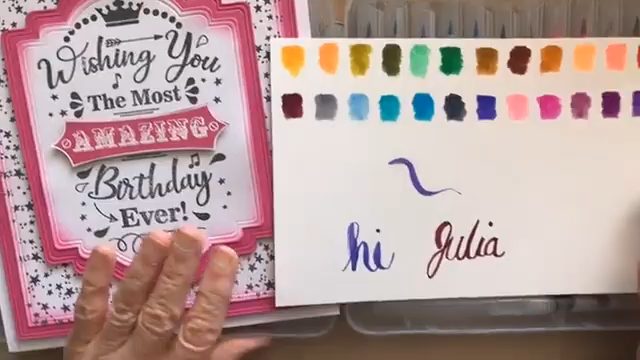 Wishing You
The Most
AMAZING
Birthday
Ever!
hi Julia